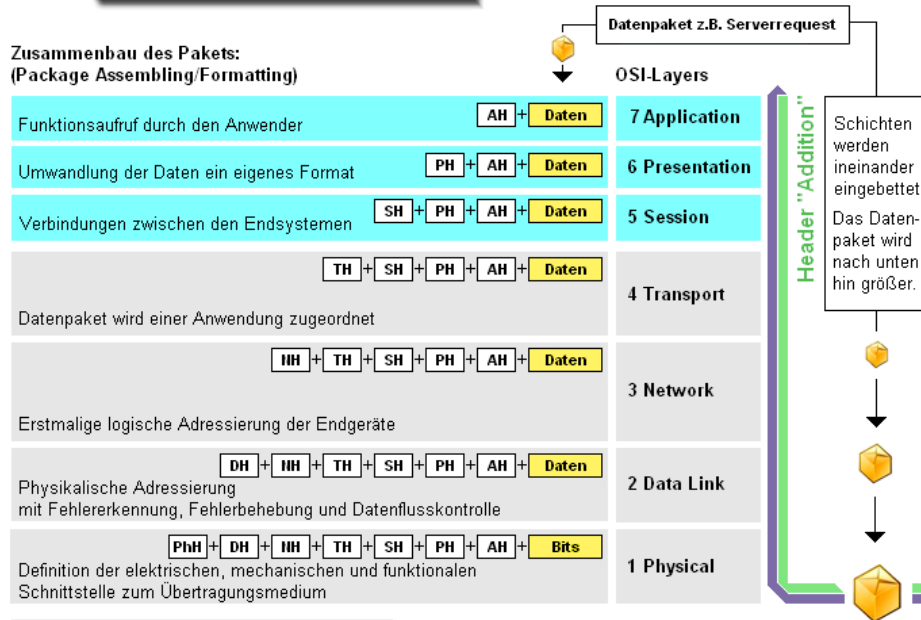 Datenpaket z.B. Serverrequest
Zusammenbau des Pakets:
(Package Assembling/Formatting)
OSI-Layers
Funktionsaufruf durch den Anwender
AH + Daten
7 Application
Umwandlung der Daten ein eigenes Format
PH + AH + Daten
6 Presentation
Verbindungen zwischen den Endsystemen
SH + PH + AH + Daten
5 Session
TH + SH + PH + AH + Daten
Datenpaket wird einer Anwendung zugeordnet
4 Transport
NH + TH + SH + PH + AH + Daten
Erstmalige logische Adressierung der Endgeräte
3 Network
DH + NH + TH + SH + PH + AH + Daten
Physikalische Adressierung
mit Fehlererkennung, Fehlerbehebung und Datenflusskontrolle
2 Data Link
PhH + DH + NH + TH + SH + PH + AH + Bits
Definition der elektrischen, mechanischen und funktionalen
Schnittstelle zum Übertragungsmedium
1 Physical
Header "Addition"
Schichten
werden
ineinander
eingebettet
Das Daten-
paket wird
nach unten
hin größer.